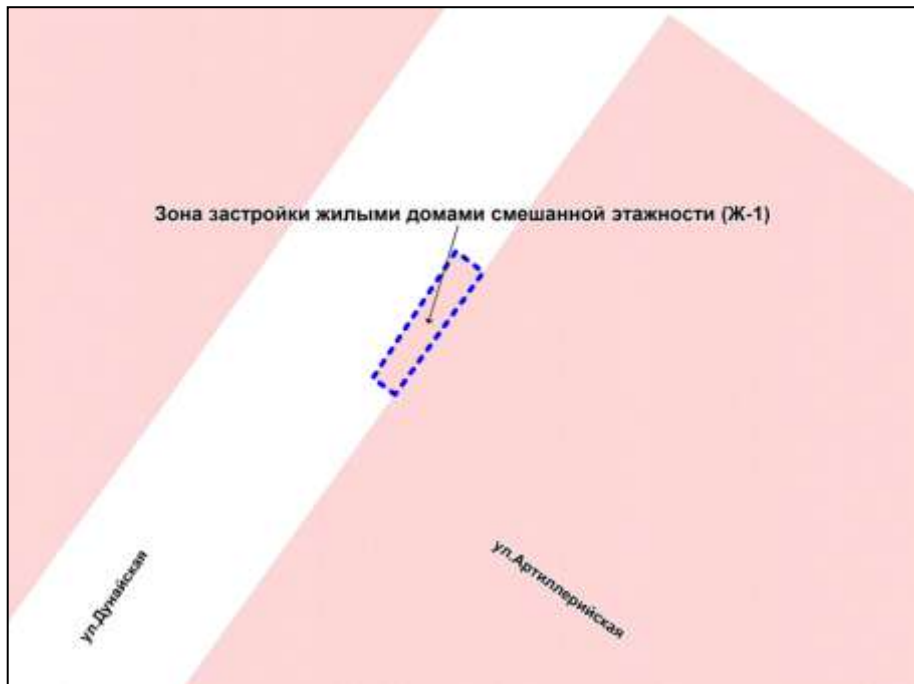 Зона застройки жилыми домами смешанной этажности (Ж-1)
ул.Дунайская
ул.Артиллерийская